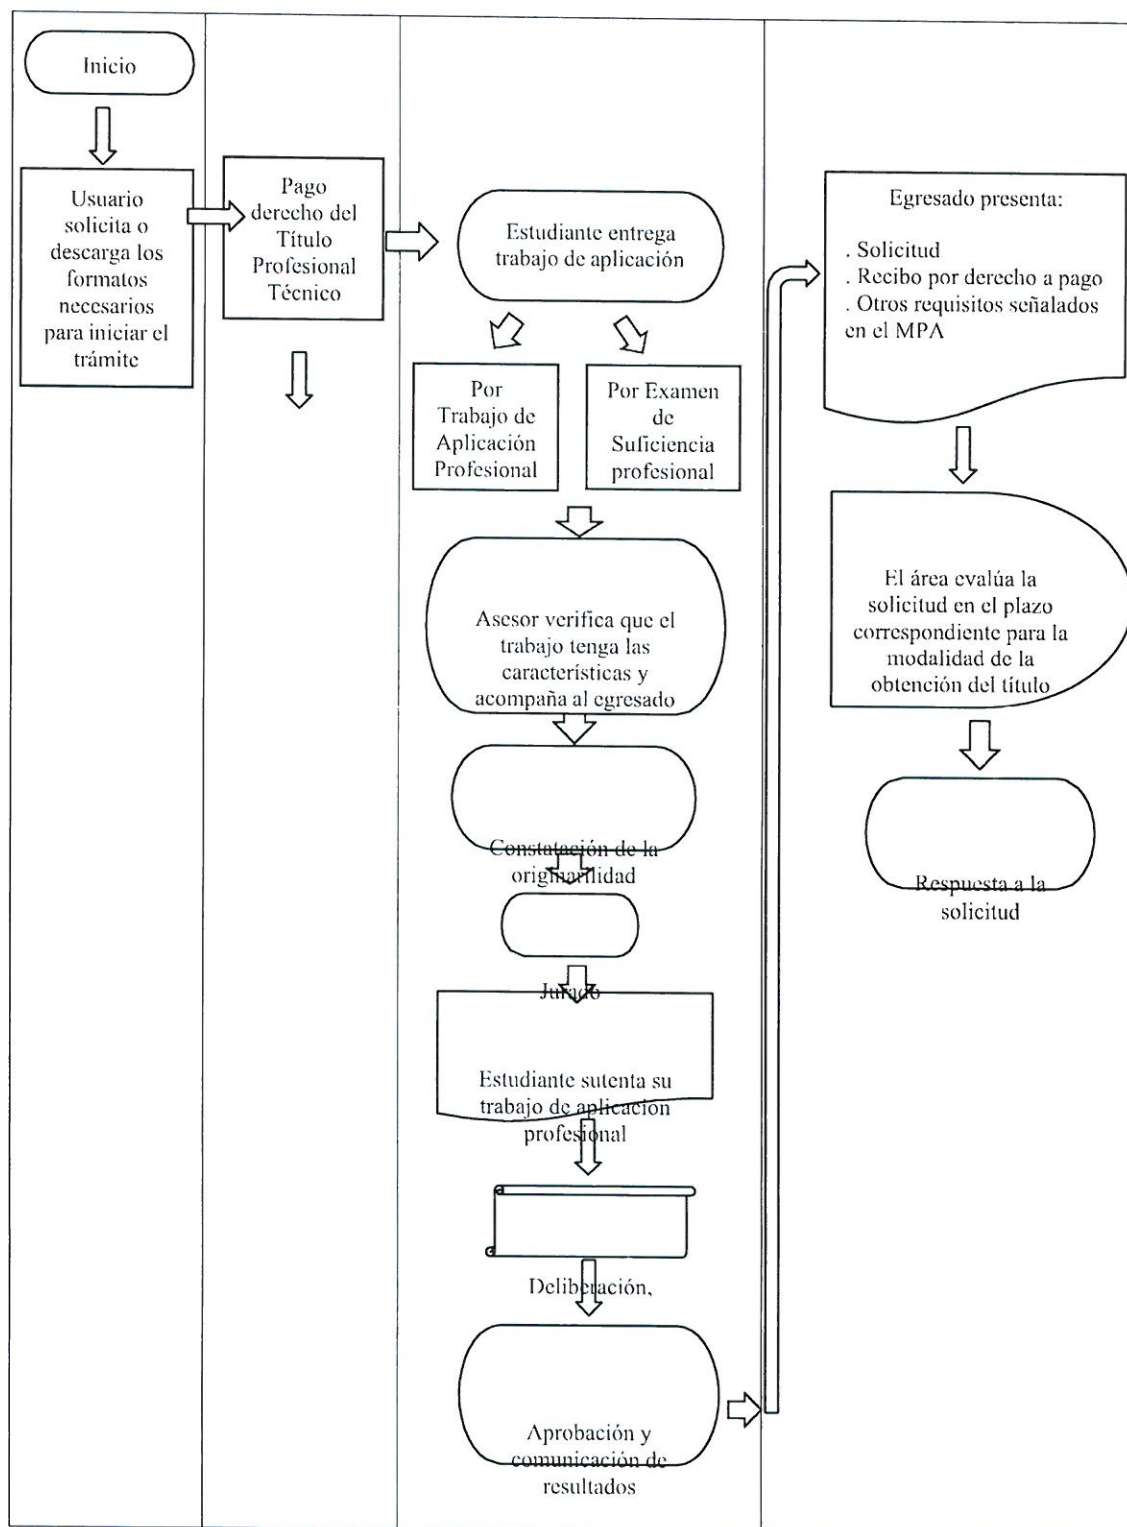 Inicio
Usuario
solicita o
descarga los
formatos
necesarios
para iniciar el
trámite
Pago
derecho del
Título
Profesional
Técnico
Estudiante entrega
trabajo de aplicación
Por
Trabajo de
Aplicación
Profesional
Por Examen
de
Suficiencia
profesional
Asesor verifica que el
trabajo tenga las
características y
acompaña al egresado
Constatación de la
originarilidad
Jurado
Estudiante sutenta su
trabajo de aplicación
profesional
Deliberación,
Aprobación y
comunicación de
resultados
Egresado presenta:
. Solicitud
. Recibo por derecho a pago
. Otros requisitos señalados
en el MPA
El área evalúa la
solicitud en el plazo
correspondiente para la
modalidad de la
obtención del título
Respuesta a la
solicitud